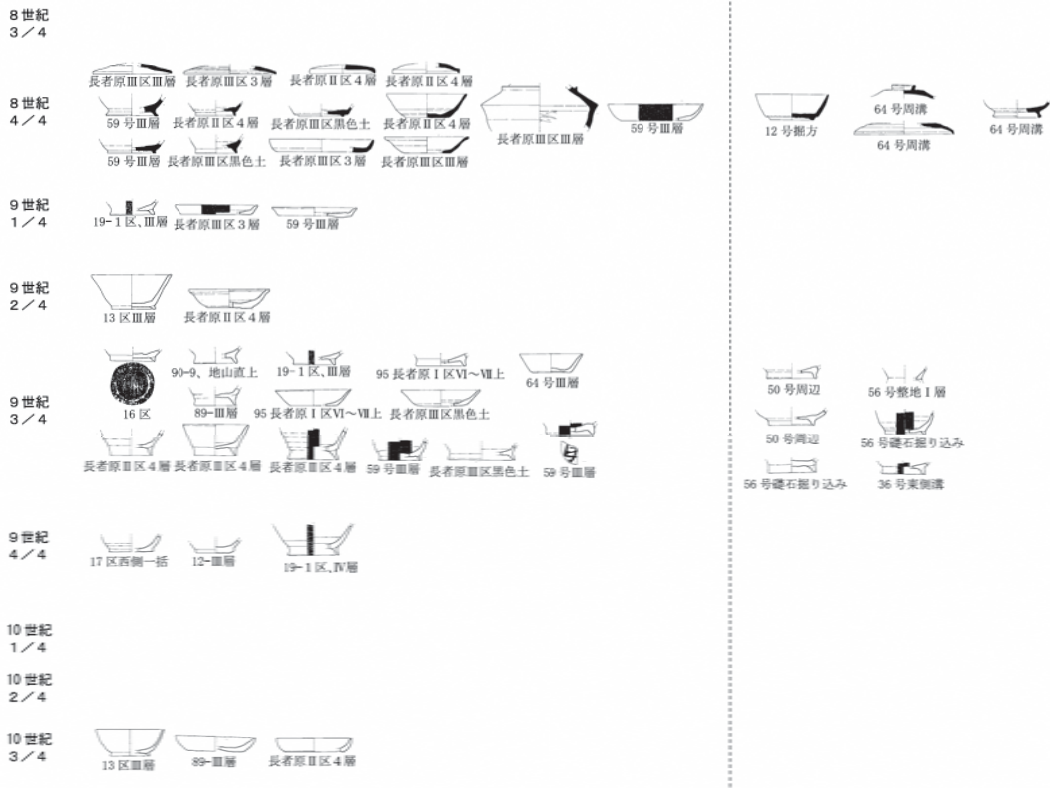 8世紀
3／4
長者原Ⅲ区Ⅲ層 長者原Ⅲ区3層 長者原Ⅱ区4層 長者原Ⅱ区4層
8世紀
4／4
59号Ⅲ層 長者原Ⅱ区4層 長者原Ⅲ区黒色土 長者原Ⅱ区4層 長者原Ⅲ区Ⅲ層 59号Ⅲ層 12号掘方 64号周溝 64号周溝 64号周溝
59号Ⅲ層 長者原Ⅲ区黒色土 長者原Ⅲ区3層 長者原Ⅲ区Ⅲ層
9世紀
1／4
19-1区、Ⅲ層 長者原Ⅲ区3層 59号Ⅲ層
9世紀
2／4
13区Ⅲ層 長者原Ⅱ区4層
9世紀
3／4
90-9、地山直上 19-1区、Ⅲ層 95長者原Ⅰ区Ⅵ～Ⅶ上 64号Ⅲ層 50号周辺 56号整地Ⅰ層
16区 89-Ⅲ層 95長者原Ⅰ区Ⅵ～Ⅶ上 長者原Ⅲ区黒色土 50号周辺 56号礎石掘り込み
長者原Ⅱ区4層 長者原Ⅱ区4層 長者原Ⅱ区4層 59号Ⅲ層 長者原Ⅲ区黒色土 59号Ⅲ層 56号礎石掘り込み 36号東側溝
9世紀
4／4
17区西側一括 12-Ⅲ層 19-1区、Ⅳ層
10世紀
1／4
10世紀
2／4
10世紀
3／4
13区Ⅲ層 89-Ⅲ層 長者原Ⅱ区4層